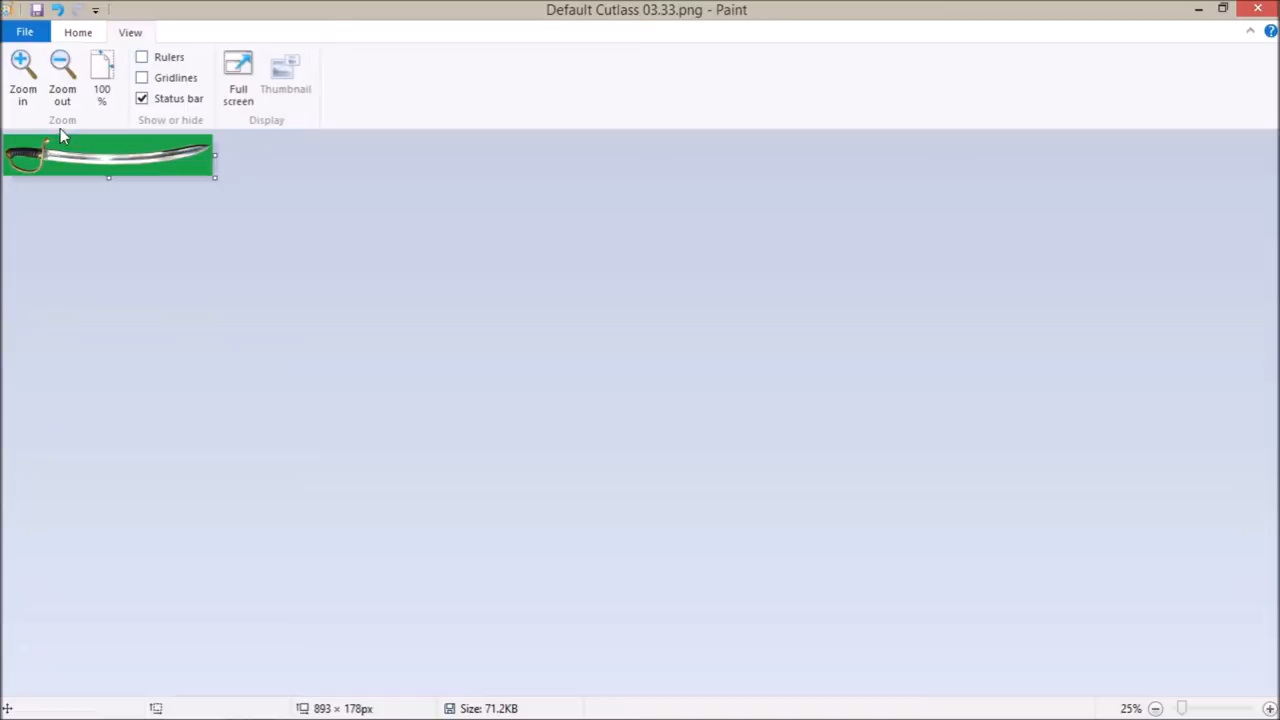 Default Cutlass 03.33.png - Paint
File Home View
Zoom in
Zoom out
100 %
Zoom
Rulers
Gridlines
Status bar
Show or hide
Full screen
Thumbnail
Display
893 × 178px
Size: 71.2KB
25%